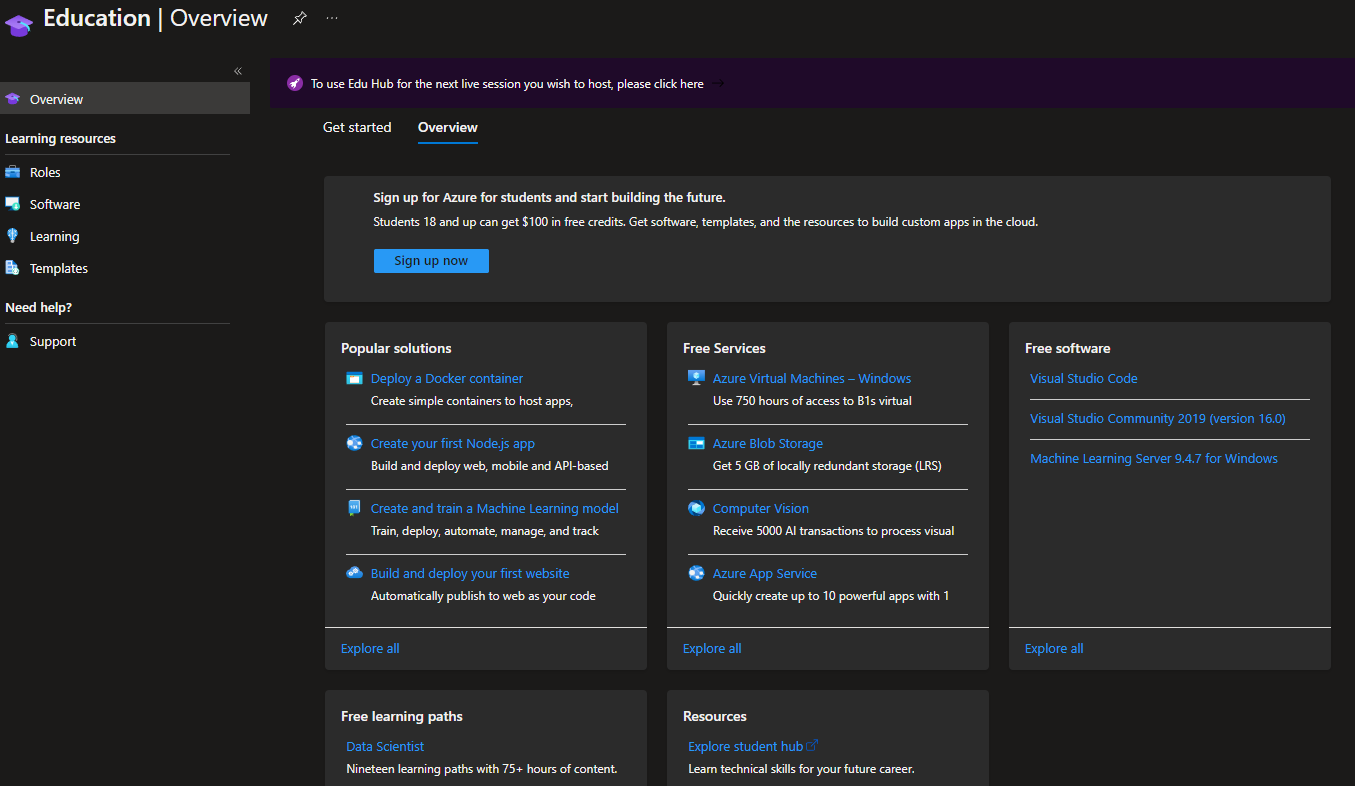 Education | Overview
Overview
Learning resources
Roles
Software
Learning
Templates
Need help?
Support
To use Edu Hub for the next live session you wish to host, please click here
Get started
Overview
Sign up for Azure for students and start building the future.
Students 18 and up can get $100 in free credits. Get software, templates, and the resources to build custom apps in the cloud.
Sign up now
Popular solutions
Deploy a Docker container
Create simple containers to host apps,
Create your first Node.js app
Build and deploy web, mobile and API-based
Create and train a Machine Learning model
Train, deploy, automate, manage, and track
Build and deploy your first website
Automatically publish to web as your code
Explore all
Free Services
Azure Virtual Machines – Windows
Use 750 hours of access to B1s virtual
Azure Blob Storage
Get 5 GB of locally redundant storage (LRS)
Computer Vision
Receive 5000 AI transactions to process visual
Azure App Service
Quickly create up to 10 powerful apps with 1
Explore all
Free software
Visual Studio Code
Visual Studio Community 2019 (version 16.0)
Machine Learning Server 9.4.7 for Windows
Explore all
Free learning paths
Data Scientist
Nineteen learning paths with 75+ hours of content.
Resources
Explore student hub
Learn technical skills for your future career.